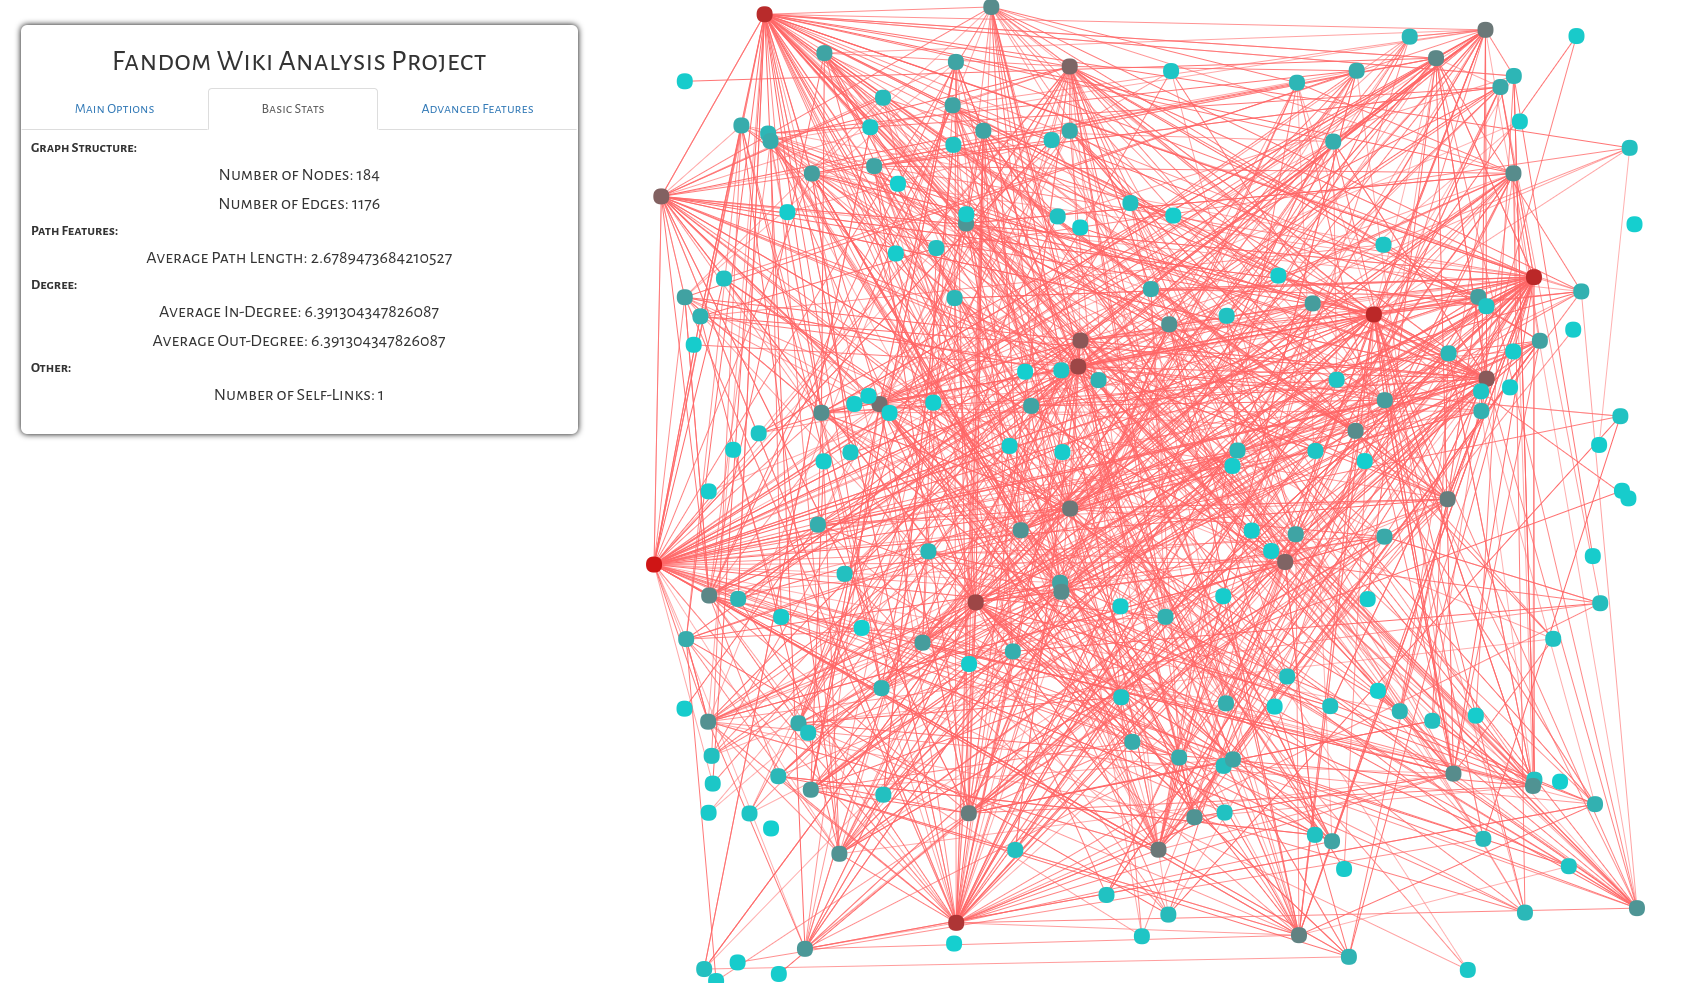 Fandom Wiki Analysis Project
Main Options
Basic Stats
Advanced Features
Graph Structure:
Number of Nodes: 184
Number of Edges: 1176
Path Features:
Average Path Length: 2.6789473684210527
Degree:
Average In-Degree: 6.391304347826087
Average Out-Degree: 6.391304347826087
Other:
Number of Self-Links: 1